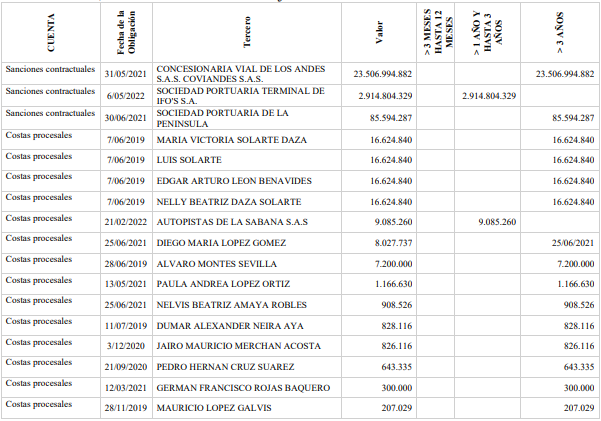 CUENTA Fecha de la Obligación Tercero Valor > 3 MESES HASTA 12 MESES > 1 AÑO Y HASTA 3 AÑOS > 3 AÑOS
Sanciones contractuales 31/05/2021 CONCESIONARIA VIAL DE LOS ANDES S.A.S. COVIANDES S.A.S. 23.506.994.882 23.506.994.882
Sanciones contractuales 6/05/2022 SOCIEDAD PORTUARIA TERMINAL DE IFO'S S.A. 2.914.804.329 2.914.804.329
Sanciones contractuales 30/06/2021 SOCIEDAD PORTUARIA DE LA PENINSULA 85.594.287 85.594.287
Costas procesales 7/06/2019 MARIA VICTORIA SOLARTE DAZA 16.624.840 16.624.840
Costas procesales 7/06/2019 LUIS SOLARTE 16.624.840 16.624.840
Costas procesales 7/06/2019 EDGAR ARTURO LEON BENAVIDES 16.624.840 16.624.840
Costas procesales 7/06/2019 NELLY BEATRIZ DAZA SOLARTE 16.624.840 16.624.840
Costas procesales 21/02/2022 AUTOPISTAS DE LA SABANA S.A.S 9.085.260 9.085.260
Costas procesales 25/06/2021 DIEGO MARIA LOPEZ GOMEZ 8.027.737 25/06/2021
Costas procesales 28/06/2019 ALVARO MONTES SEVILLA 7.200.000 7.200.000
Costas procesales 13/05/2021 PAULA ANDREA LOPEZ ORTIZ 1.166.630 1.166.630
Costas procesales 25/06/2021 NELVIS BEATRIZ AMAYA ROBLES 908.526 908.526
Costas procesales 11/07/2019 DUMAR ALEXANDER NEIRA AYA 828.116 828.116
Costas procesales 3/12/2020 JAIRO MAURICIO MERCHAN ACOSTA 826.116 826.116
Costas procesales 21/09/2020 PEDRO HERNAN CRUZ SUAREZ 643.335 643.335
Costas procesales 12/03/2021 GERMAN FRANCISCO ROJAS BAQUERO 300.000 300.000
Costas procesales 28/11/2019 MAURICIO LOPEZ GALVIS 207.029 207.029